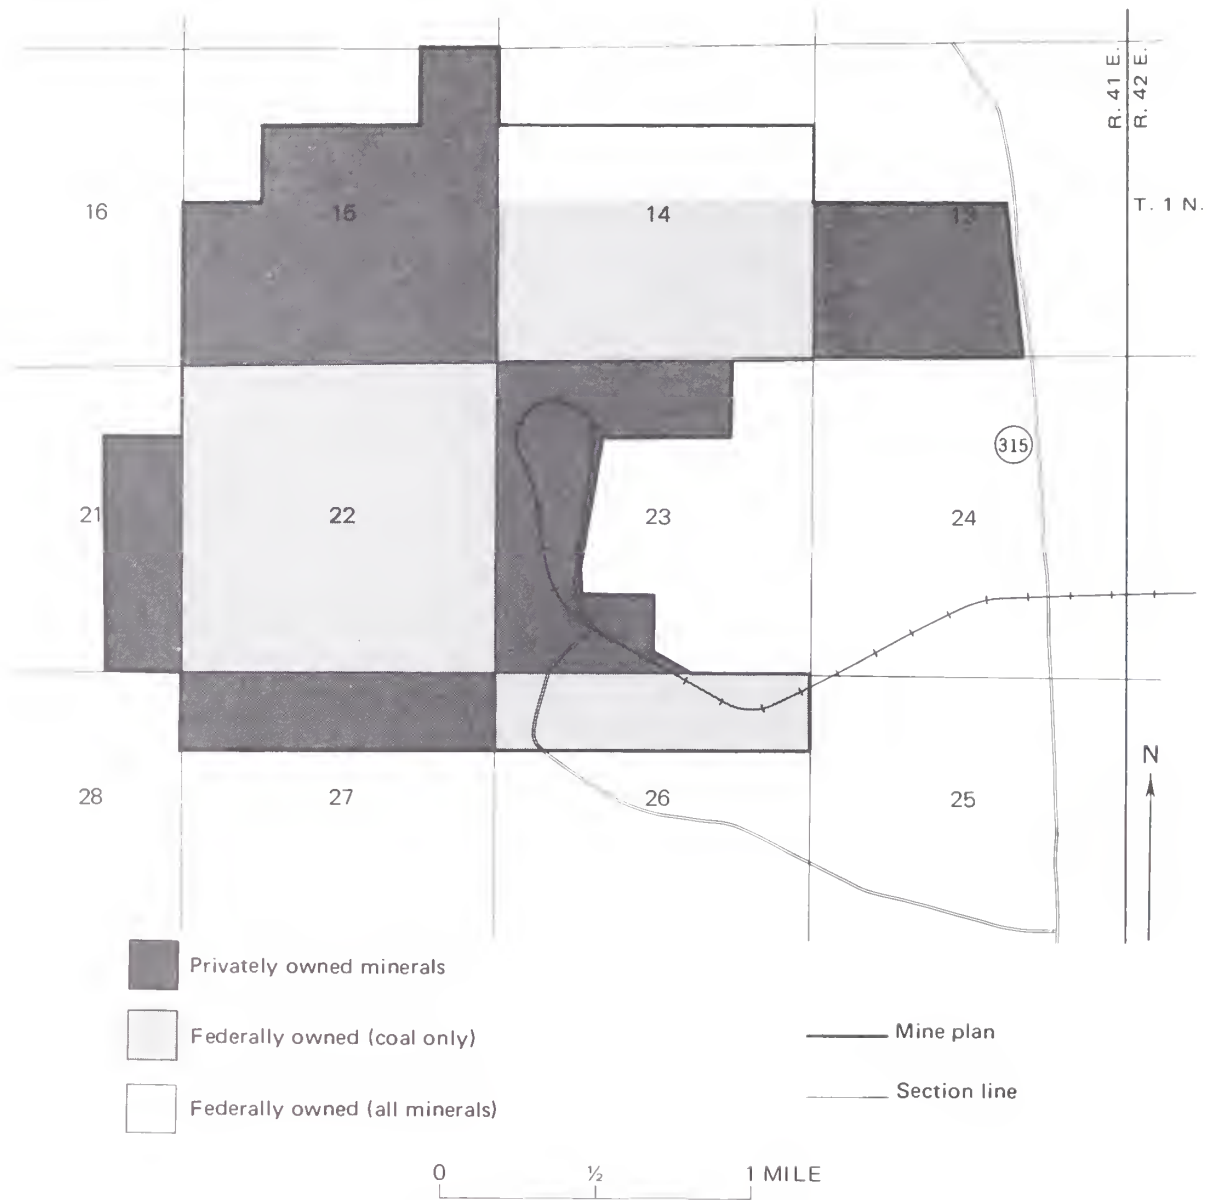 R. 41 E.
R. 42 E.
T. 1 N.
16
15
14
13
315
21
22
23
24
28
27
26
25
N
Privately owned minerals
Federally owned (coal only)
Federally owned (all minerals)
Mine plan
Section line
0 ½ 1 MILE